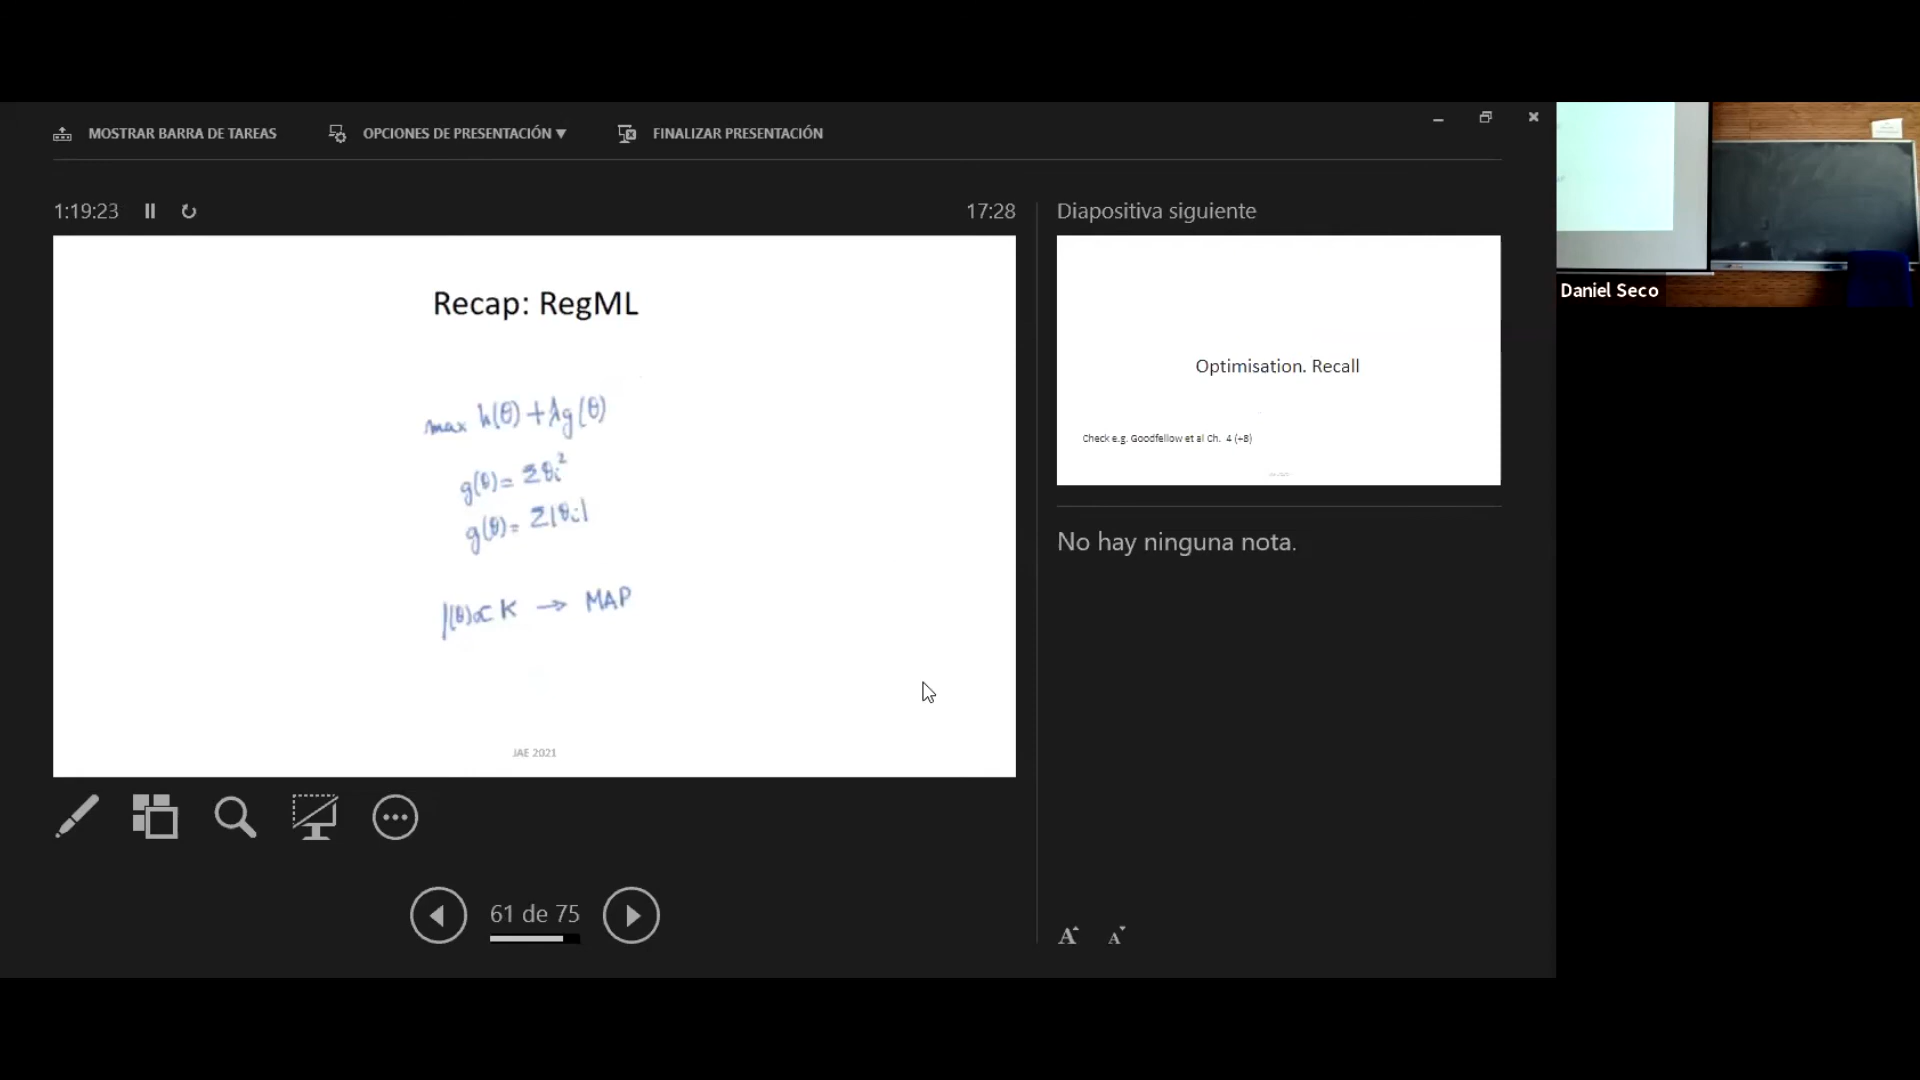 MOSTRAR BARRA DE TAREAS
OPCIONES DE PRESENTACIÓN ▼
FINALIZAR PRESENTACIÓN
1:19:23
17:28
Recap: RegML
max h(θ) + λg(θ)
g(θ) = Σθi²
g(θ) = Σ|θi|
p(θ) ∝ K → MAP
JAE 2021
61 de 75
Diapositiva siguiente
Optimisation. Recall
Check e.g. Goodfellow et al Ch. 4 (+8)
No hay ninguna nota.
A A
Daniel Seco